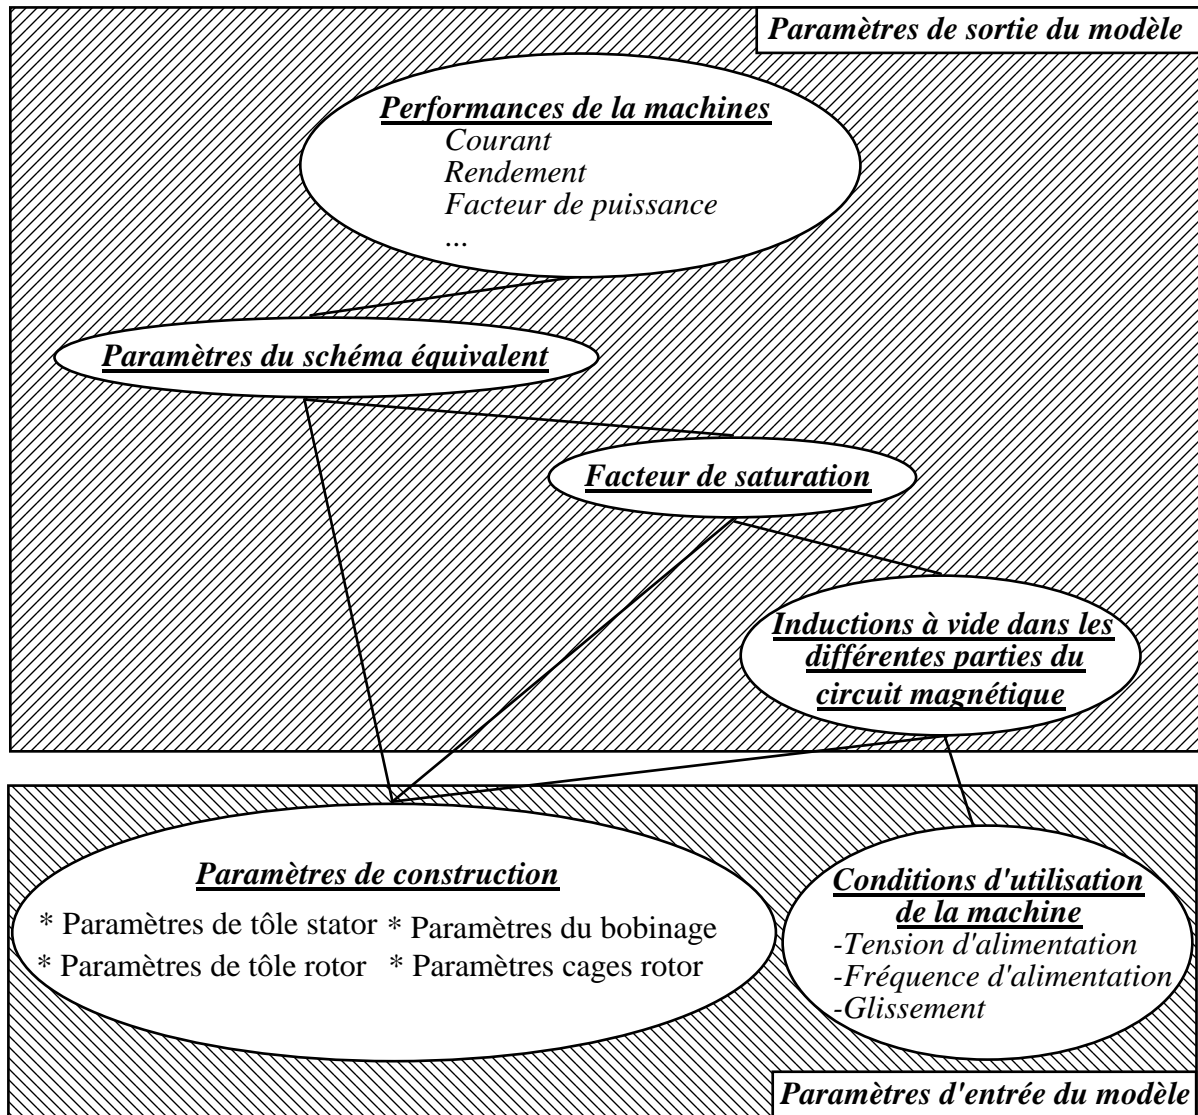 Paramètres de sortie du modèle
Performances de la machines
Courant
Rendement
Facteur de puissance
...
Paramètres du schéma équivalent
Facteur de saturation
Inductions à vide dans les
différentes parties du
circuit magnétique
Paramètres de construction
* Paramètres de tôle stator * Paramètres du bobinage
* Paramètres de tôle rotor * Paramètres cages rotor
Conditions d'utilisation
de la machine
-Tension d'alimentation
-Fréquence d'alimentation
-Glissement
Paramètres d'entrée du modèle